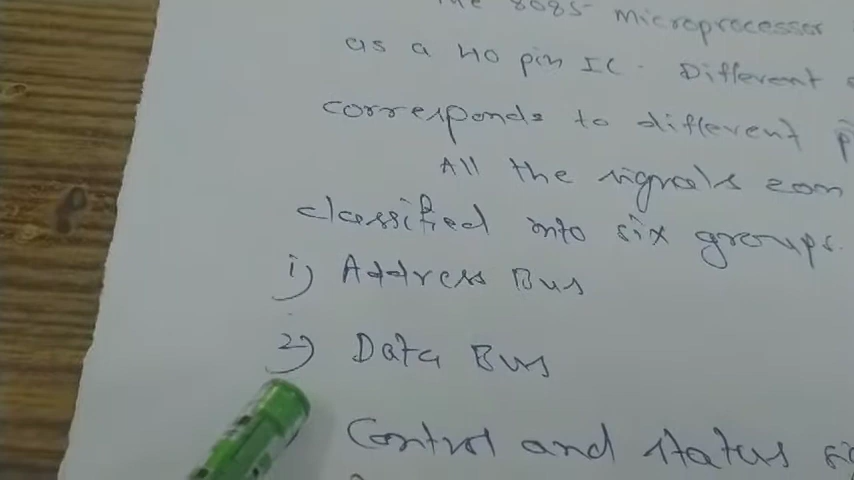 The 8085 microprocessor
as a 40 pin IC. Different
corresponds to different
All the signals can
classified into six groups.
i) Address Bus
2) Data Bus
Control and status